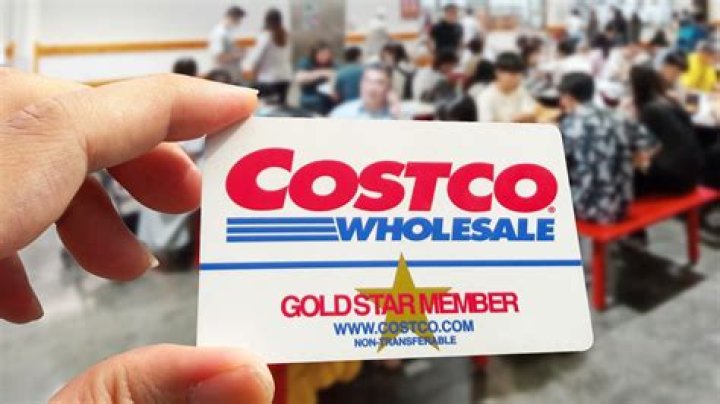 COSTCO
WHOLESALE
GOLD STAR MEMBER
WWW.COSTCO.COM
NON-TRANSFERABLE